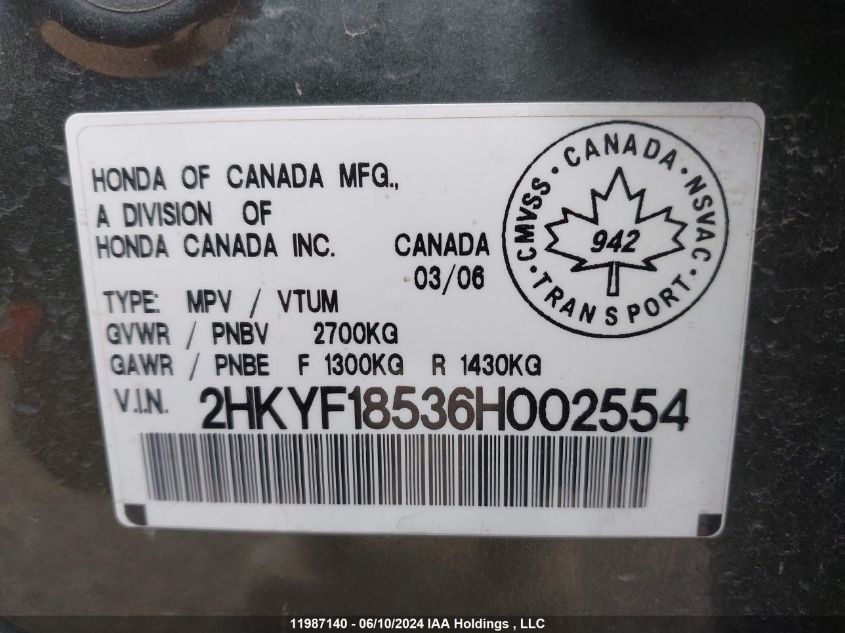 HONDA OF CANADA MFG.,
A DIVISION OF
HONDA CANADA INC. CANADA
03/06
TYPE: MPV / VTUM
GVWR / PNBV 2700KG
GAWR / PNBE F 1300KG R 1430KG
V.I.N. 2HKYF18536H002554
CMVSS · CANADA · NSVAC
942
· TRANSPORT ·
11987140 - 06/10/2024 IAA Holdings , LLC